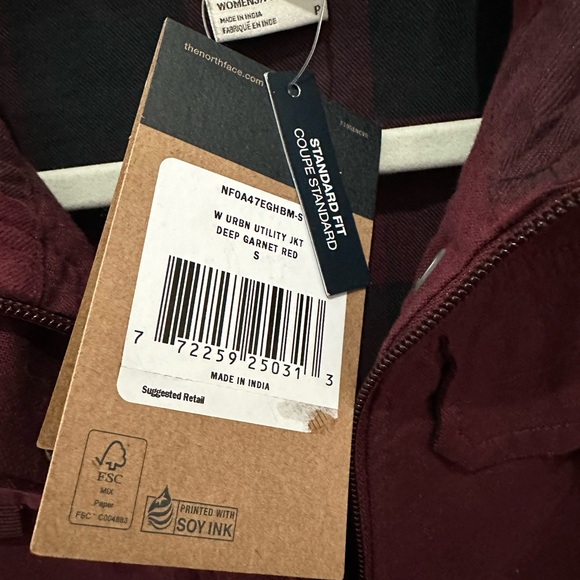 WOMENS/
MADE IN INDIA
FABRIQUÉ EN INDE
P
thenorthface.com
STANDARD FIT
COUPE STANDARD
NF0A47EGHBM-S
W URBN UTILITY JKT
DEEP GARNET RED
S
7 72259 25031 3
MADE IN INDIA
Suggested Retail
FSC
MIX
Paper
FSC™ C004883
PRINTED WITH
SOY INK